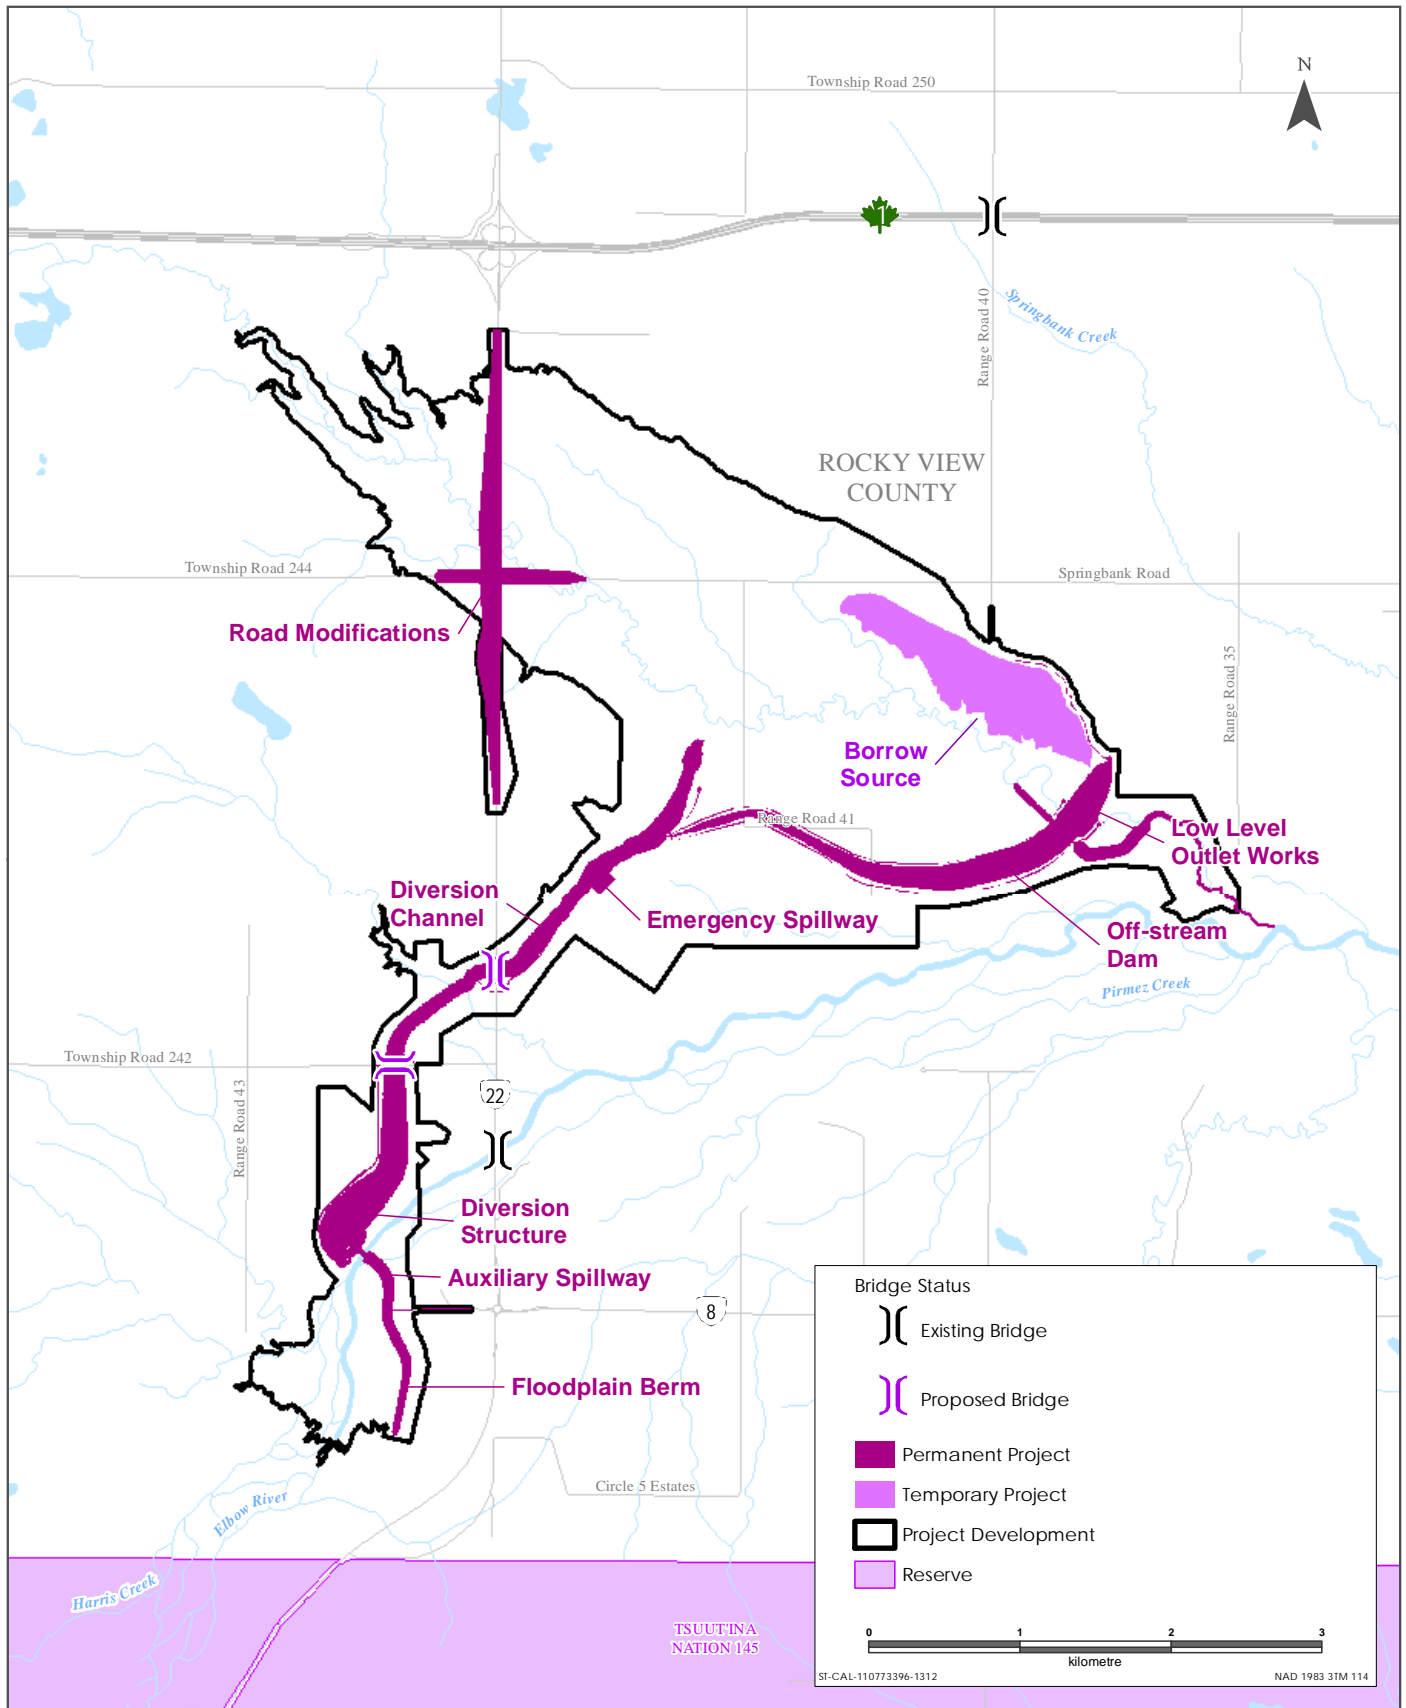 Township Road 250
N
1
Range Road 40
Springbank Creek
ROCKY VIEW
COUNTY
Township Road 244
Springbank Road
Road Modifications
Range Road 35
Borrow
Source
Range Road 41
Low Level
Outlet Works
Diversion
Channel
Emergency Spillway
Off-stream
Dam
Pirmez Creek
Township Road 242
Range Road 43
22
Diversion
Structure
Auxiliary Spillway
8
Floodplain Berm
Circle 5 Estates
Elbow River
Harris Creek
TSUUT'INA
NATION 145
Bridge Status
Existing Bridge
Proposed Bridge
Permanent Project
Temporary Project
Project Development
Reserve
0 1 2 3
kilometre
ST-CAL-110773396-1312
NAD 1983 3TM 114